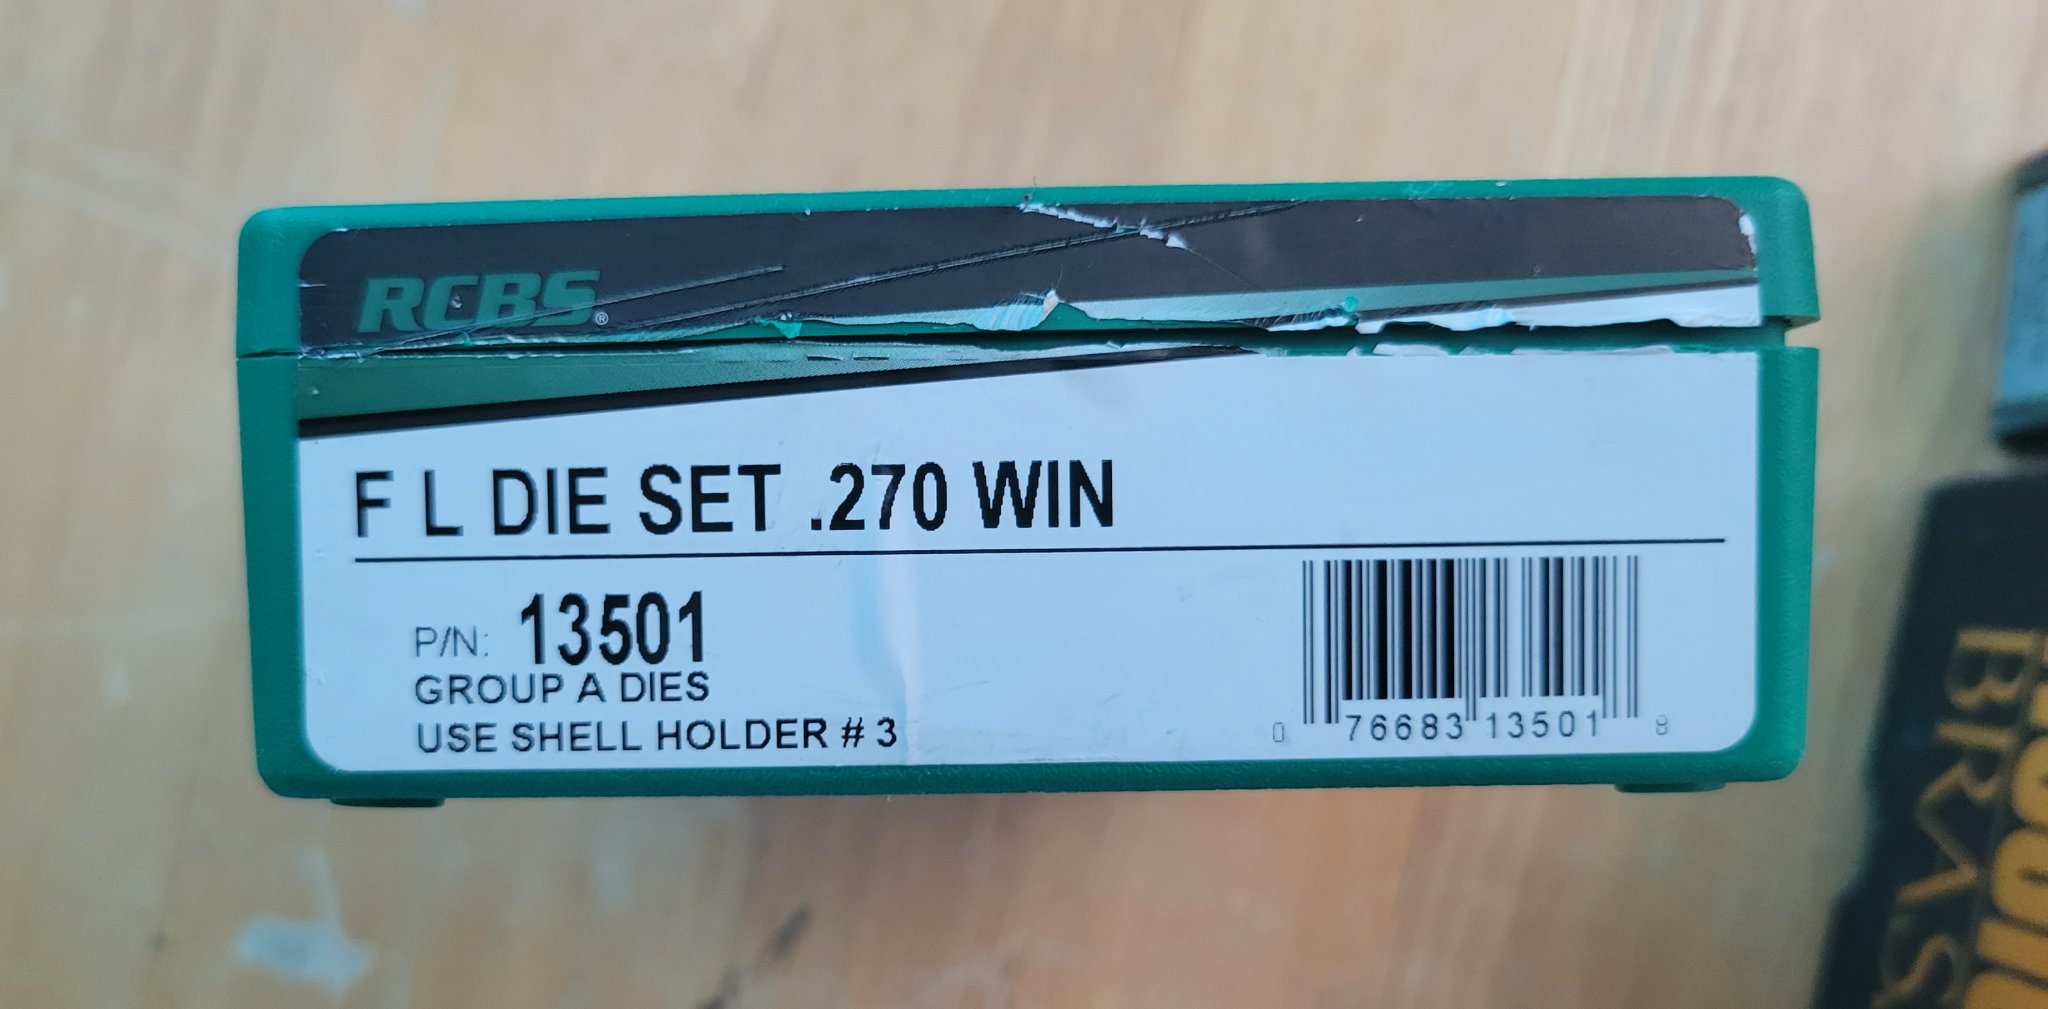 RCBS®
F L DIE SET .270 WIN
P/N: 13501
GROUP A DIES
USE SHELL HOLDER # 3
0 76683 13501 8